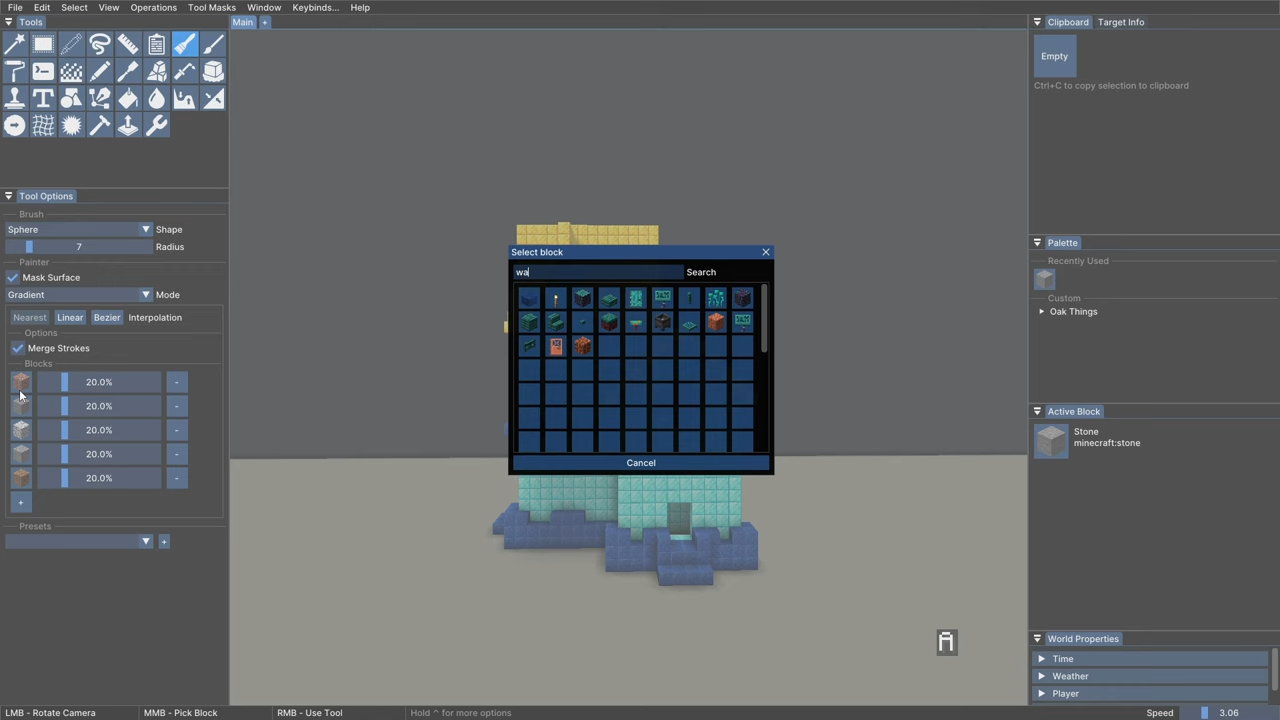 File Edit Select View Operations Tool Masks Window Keybinds... Help
Tools
Main +
Clipboard Target Info
Empty
Ctrl+C to copy selection to clipboard
Tool Options
Brush
Sphere Shape
7 Radius
Painter
Mask Surface
Gradient Mode
Nearest Linear Bezier Interpolation
Options
Merge Strokes
Blocks
20.0% -
20.0% -
20.0% -
20.0% -
20.0% -
+
Presets
+
Select block
wa Search
Cancel
Palette
Recently Used
Custom
Oak Things
Active Block
Stone
minecraft:stone
A
World Properties
Time
Weather
Player
LMB - Rotate Camera MMB - Pick Block RMB - Use Tool Hold ^ for more options Speed 3.06